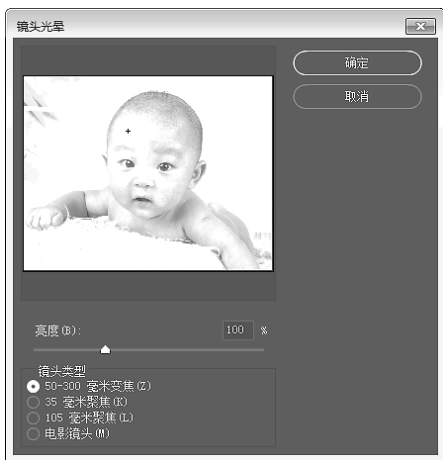 镜头光晕
确定
取消
亮度(B): 100 %
镜头类型
50-300 毫米变焦(Z)
35 毫米聚焦(K)
105 毫米聚焦(L)
电影镜头(M)